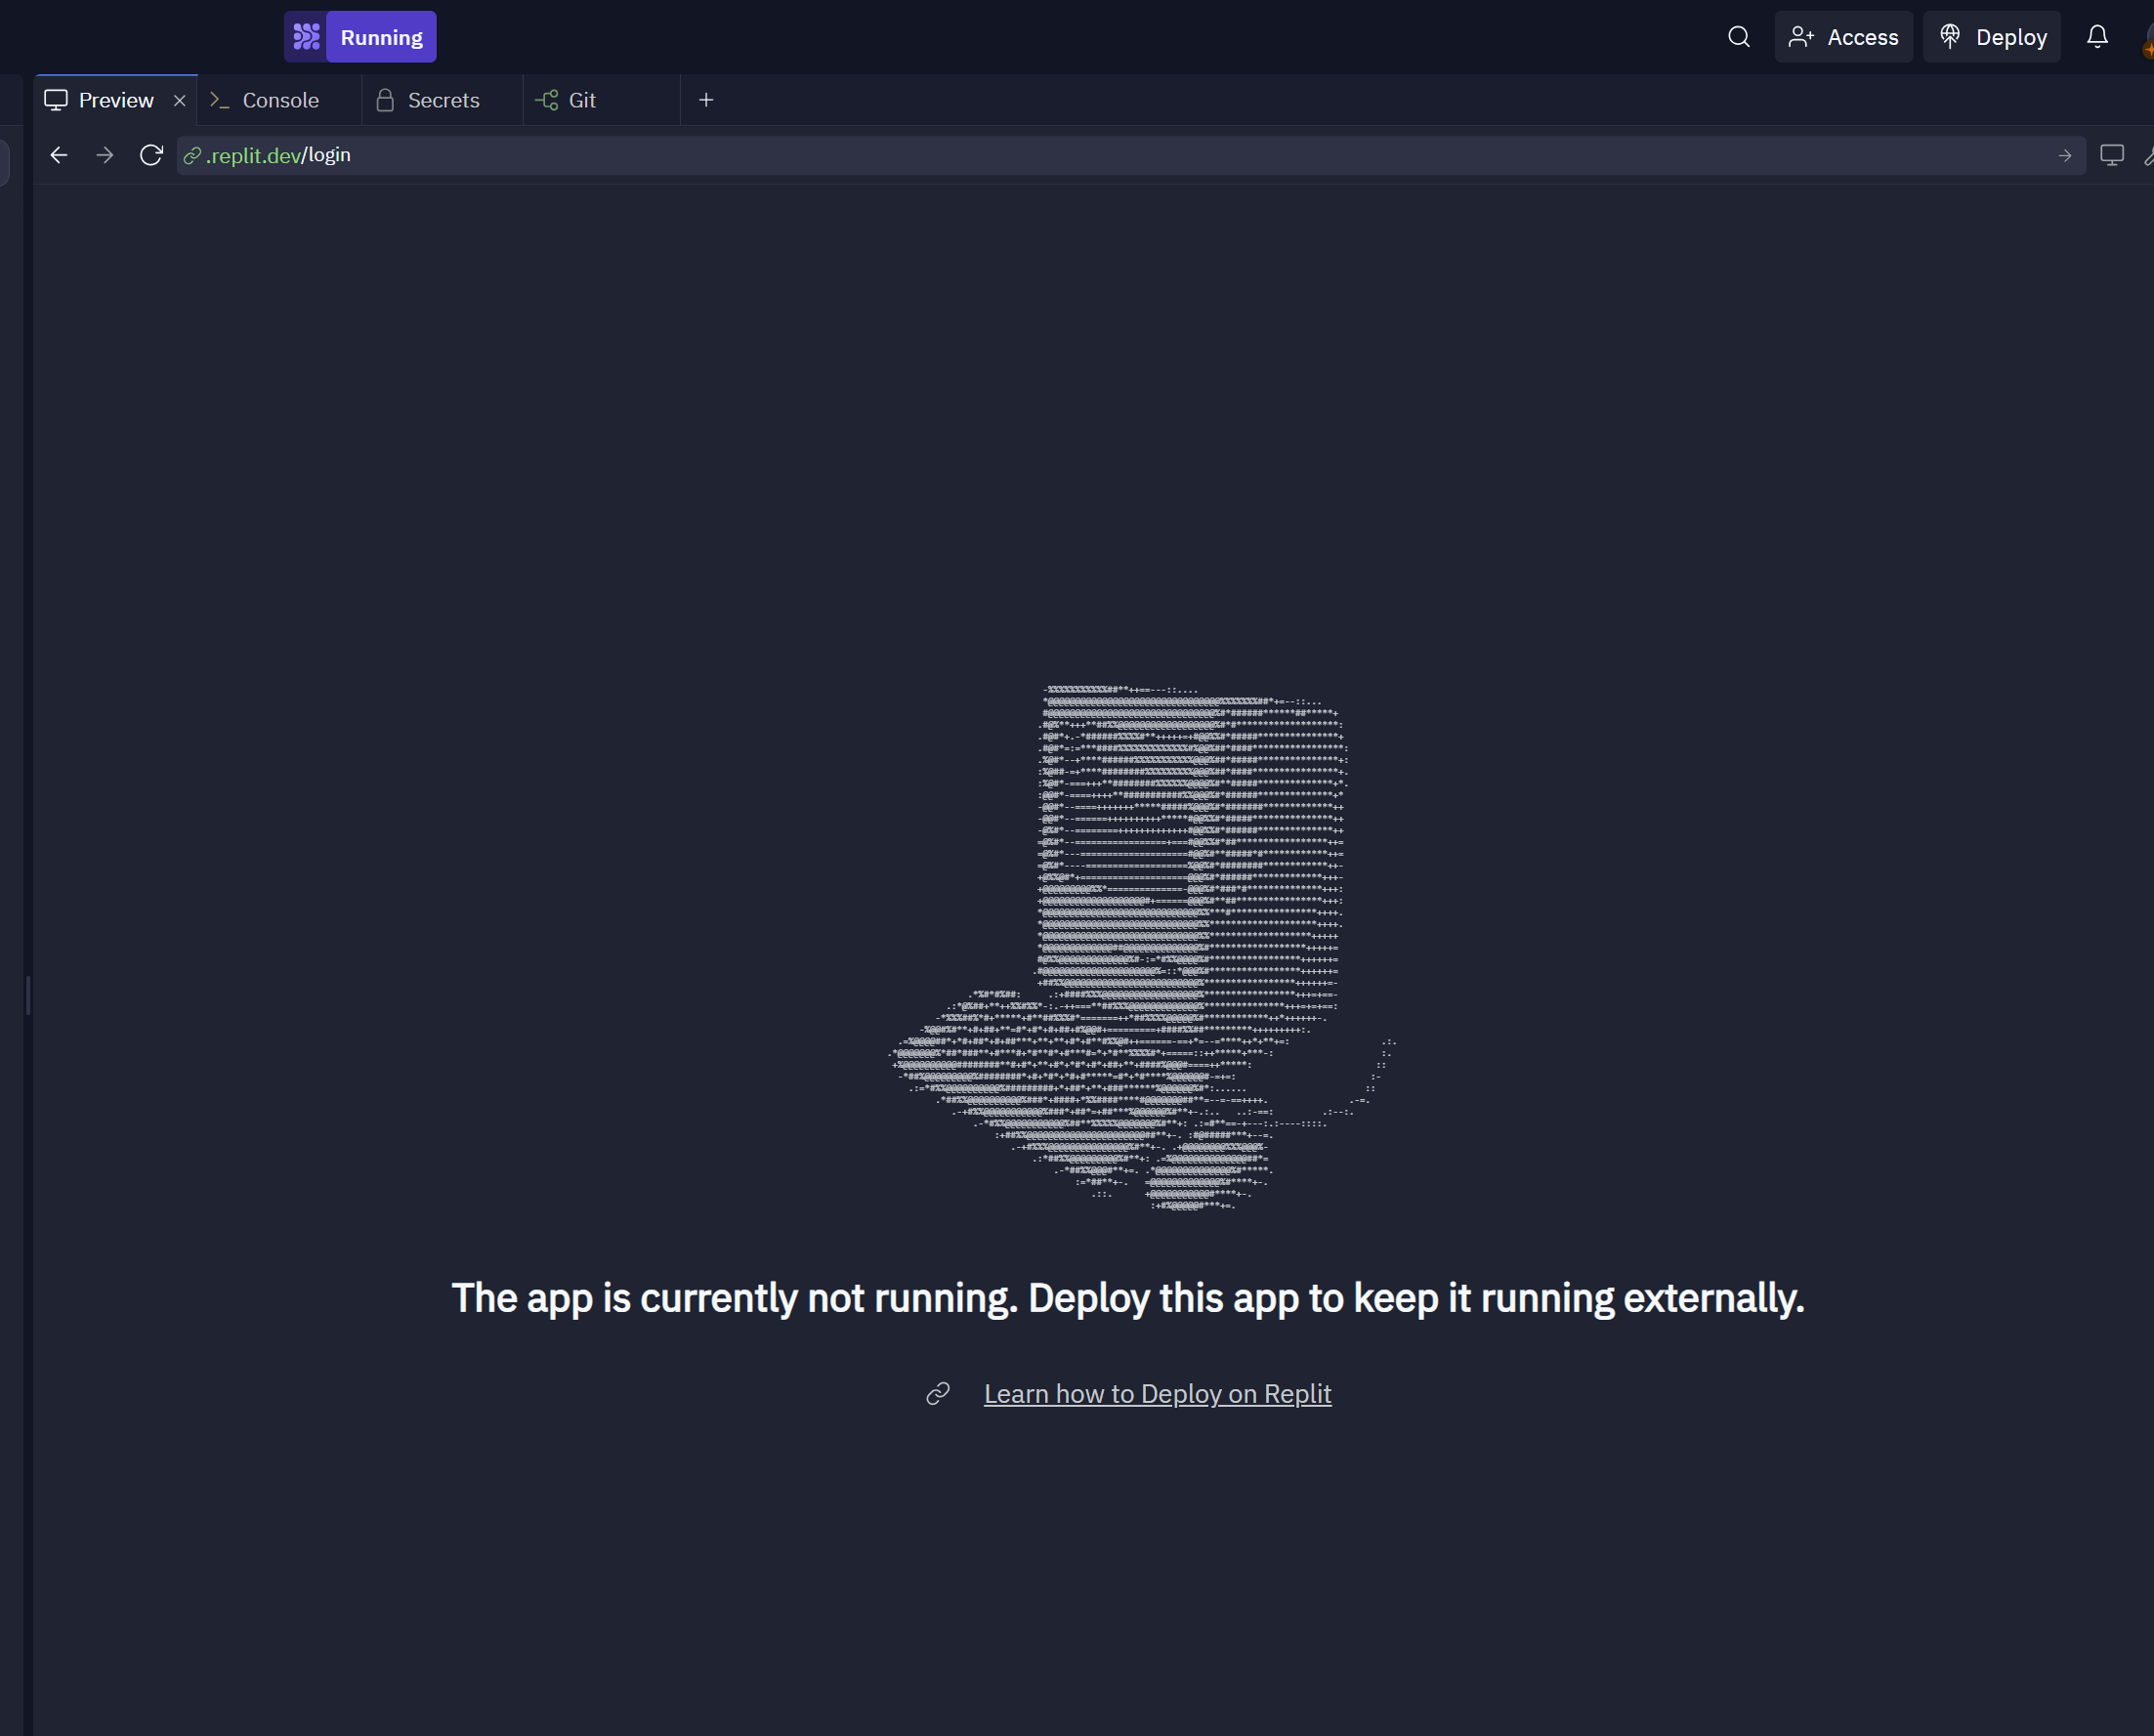 Running
Access
Deploy
Preview
Console
Secrets
Git
.replit.dev/login
The app is currently not running. Deploy this app to keep it running externally.
Learn how to Deploy on Replit